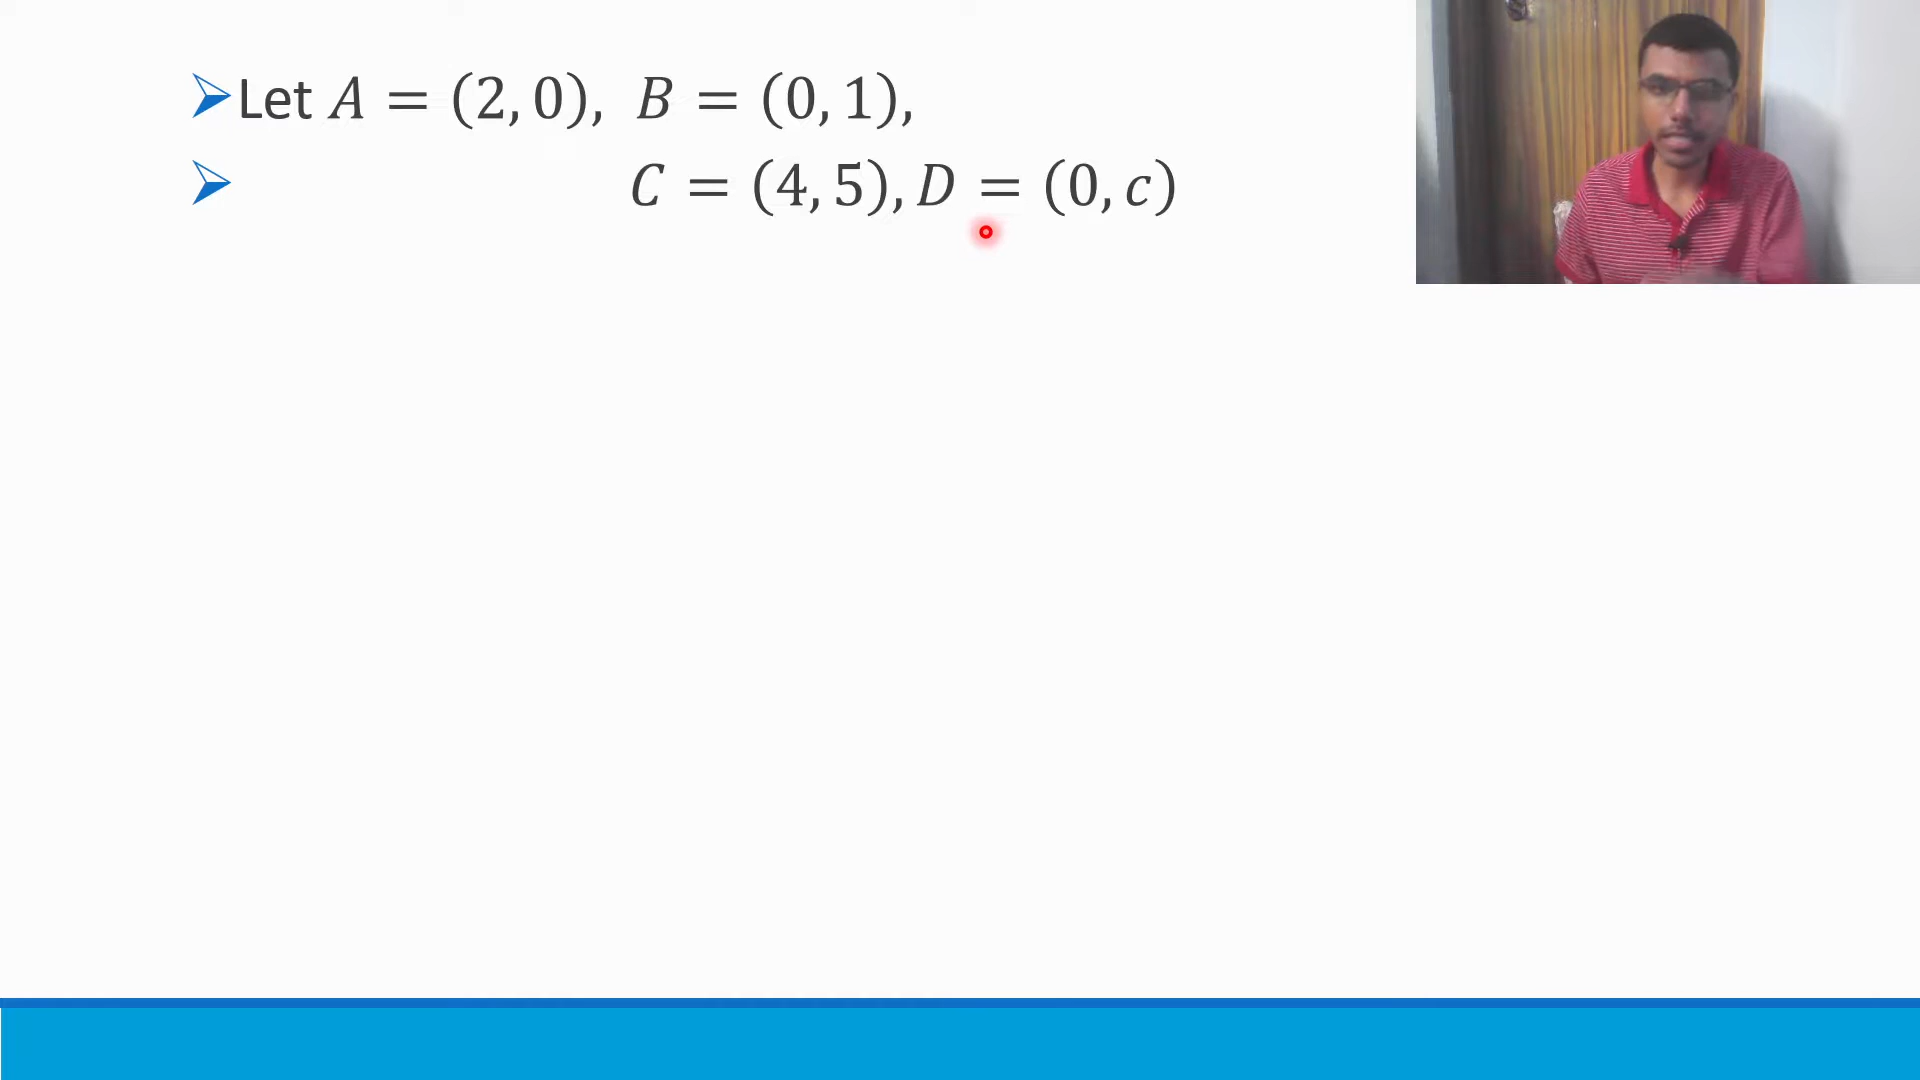 Let A = (2, 0), B = (0, 1),
C = (4, 5), D = (0, c)